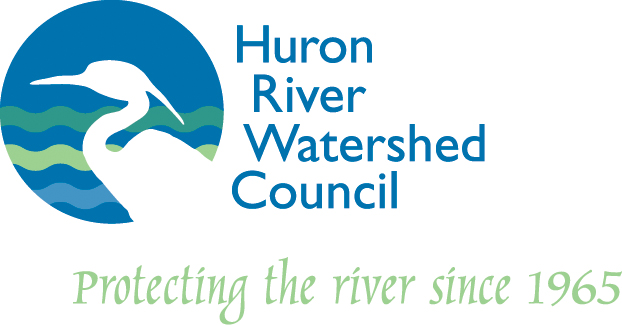 Huron
River
Watershed
Council
Protecting the river since 1965